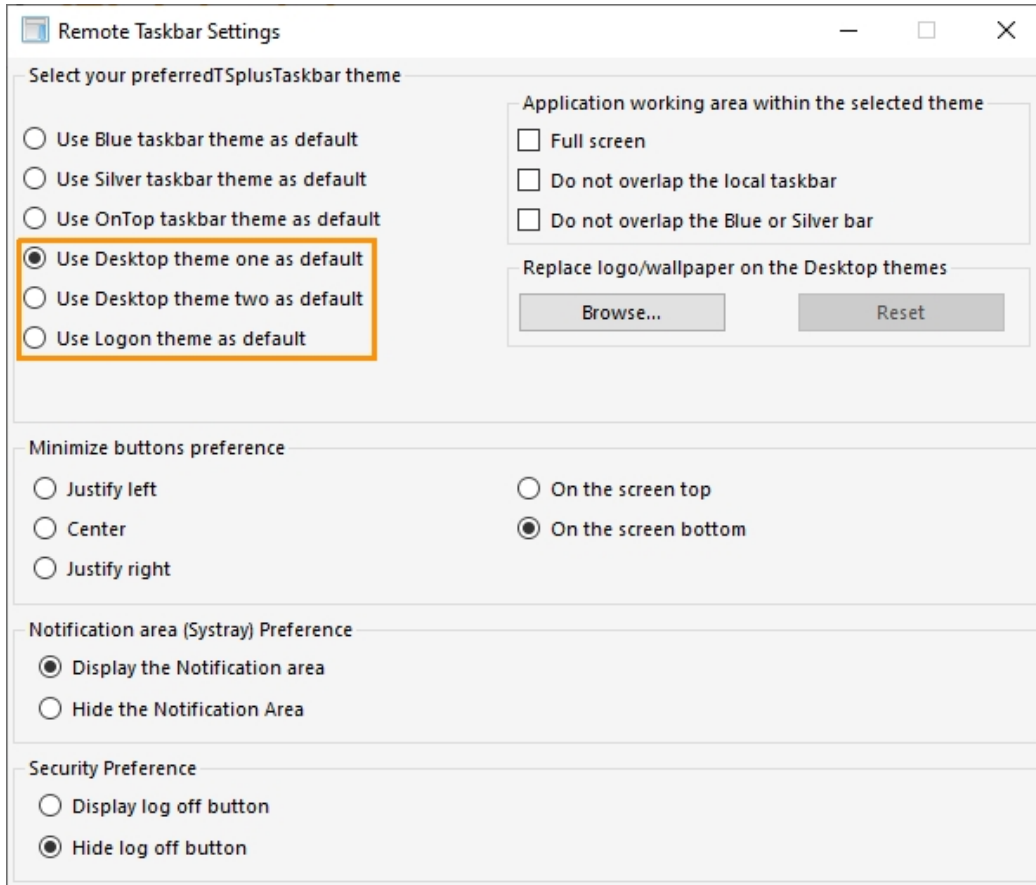 Remote Taskbar Settings
Select your preferredTSplusTaskbar theme
Use Blue taskbar theme as default
Use Silver taskbar theme as default
Use OnTop taskbar theme as default
Use Desktop theme one as default
Use Desktop theme two as default
Use Logon theme as default
Application working area within the selected theme
Full screen
Do not overlap the local taskbar
Do not overlap the Blue or Silver bar
Replace logo/wallpaper on the Desktop themes
Browse... Reset
Minimize buttons preference
Justify left
Center
Justify right
On the screen top
On the screen bottom
Notification area (Systray) Preference
Display the Notification area
Hide the Notification Area
Security Preference
Display log off button
Hide log off button